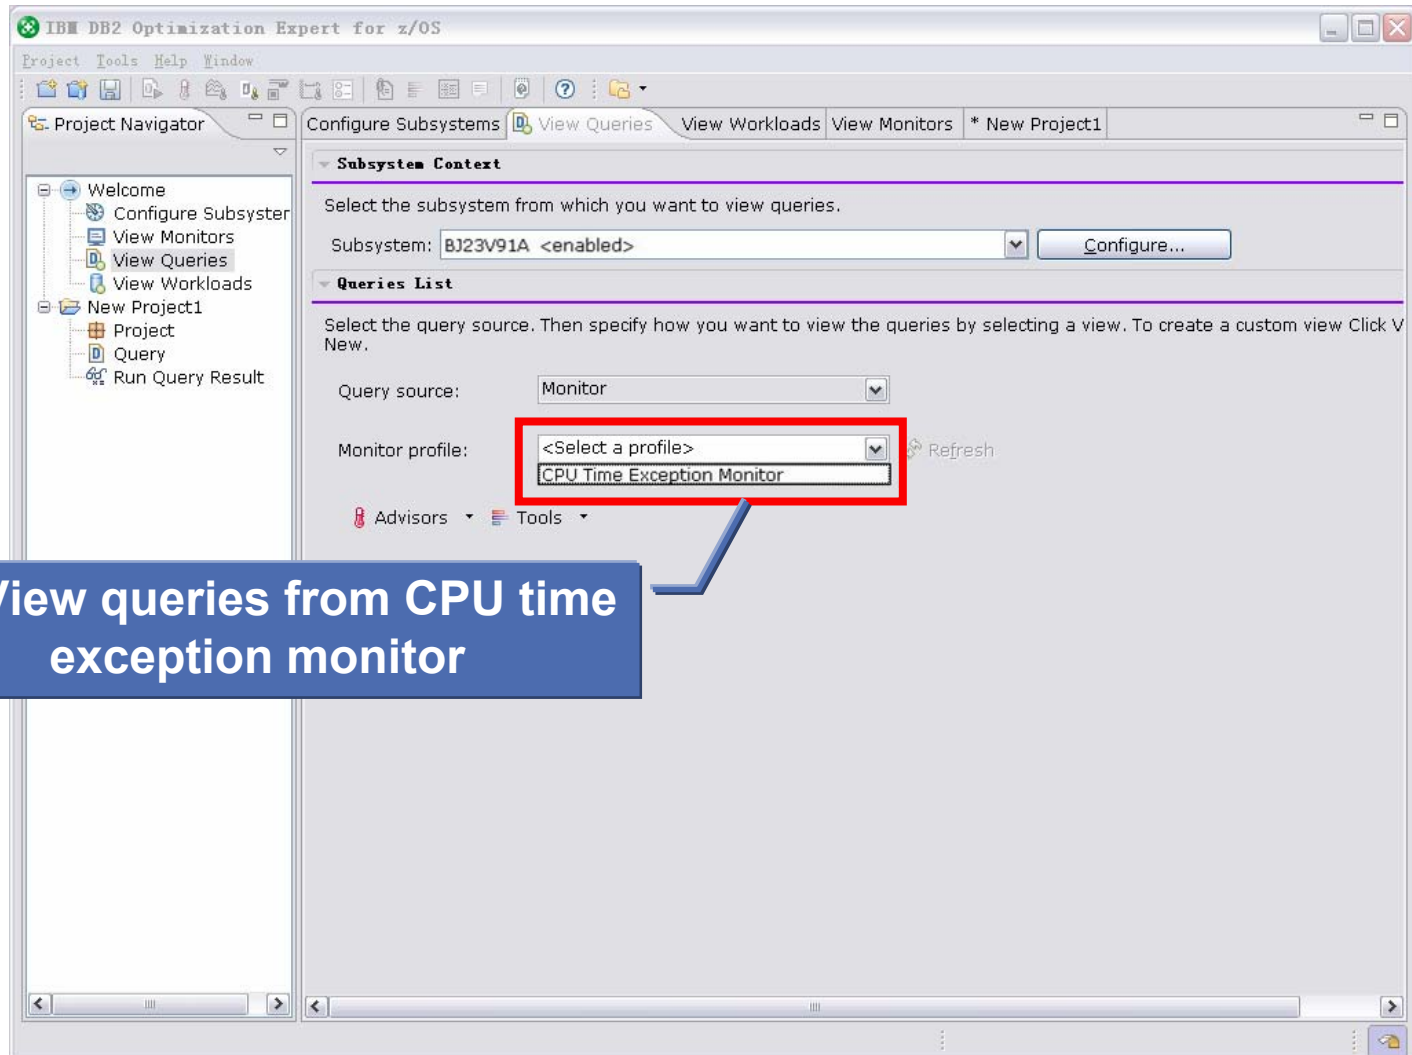 IBM DB2 Optimization Expert for z/OS
Project Tools Help Window
Project Navigator
Configure Subsystems View Queries View Workloads View Monitors * New Project1
Welcome
Configure Subsyster
View Monitors
View Queries
View Workloads
New Project1
Project
Query
Run Query Result
Subsystem Context
Select the subsystem from which you want to view queries.
Subsystem: BJ23V91A <enabled> Configure...
Queries List
Select the query source. Then specify how you want to view the queries by selecting a view. To create a custom view Click V
New.
Query source: Monitor
Monitor profile: <Select a profile> Refresh
CPU Time Exception Monitor
Advisors Tools
View queries from CPU time
exception monitor